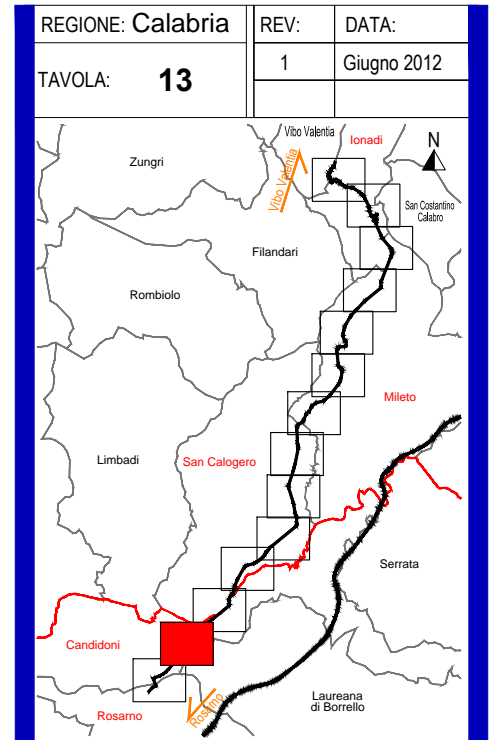 REGIONE: Calabria
REV:
DATA:
TAVOLA: 13
1
Giugno 2012
Vibo Valentia
Ionadi
N
Zungri
Vibo Valentia
San Costantino
Calabro
Filandari
Rombiolo
Mileto
Limbadi
San Calogero
Serrata
Candidoni
Laureana
di Borrello
Rosarno
Rosarno